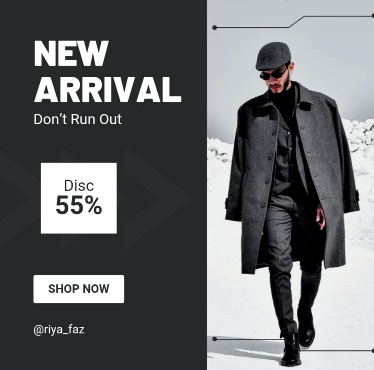 NEW
ARRIVAL
Don't Run Out
Disc
55%
SHOP NOW
@riya_faz